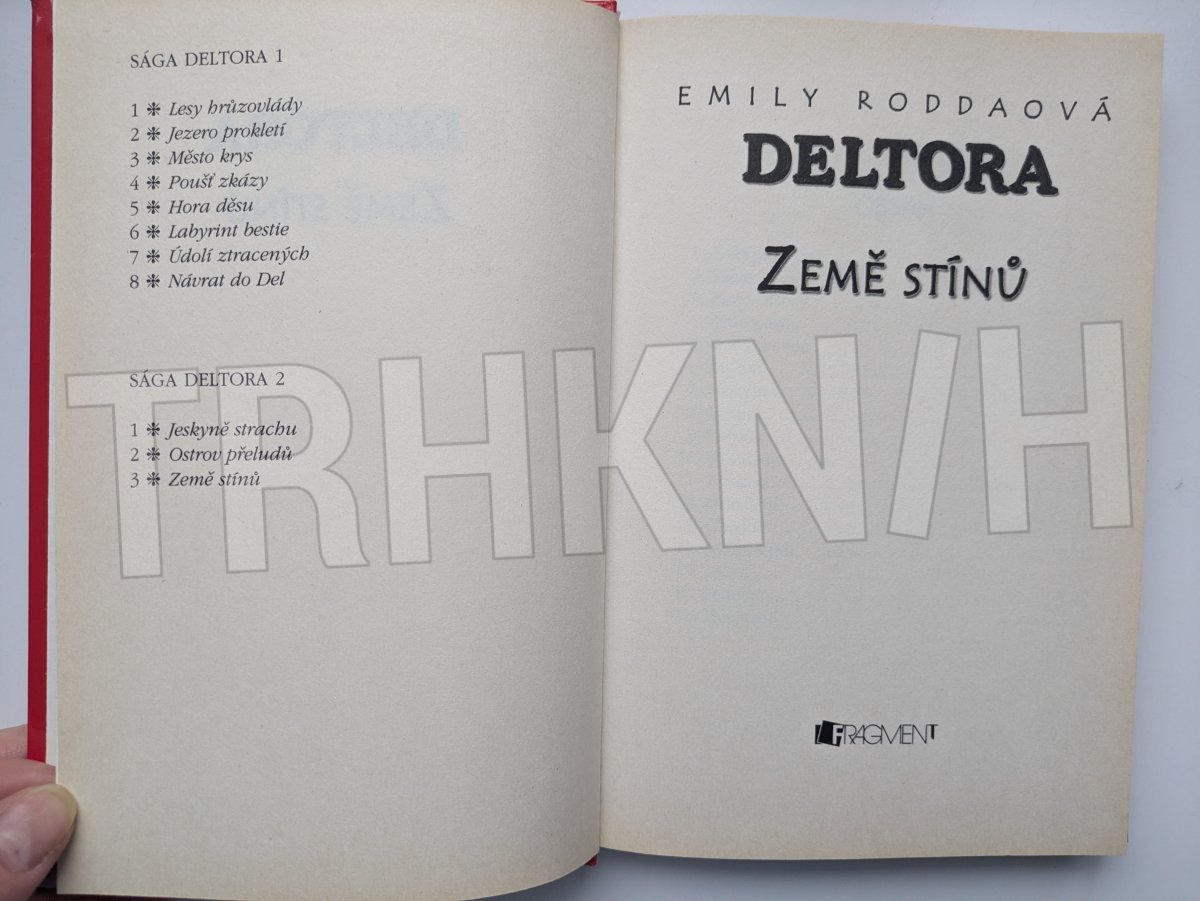 SÁGA DELTORA 1
1 ❉ Lesy hrůzovlády
2 ❉ Jezero prokletí
3 ❉ Město krys
4 ❉ Poušť zkázy
5 ❉ Hora děsu
6 ❉ Labyrint bestie
7 ❉ Údolí ztracených
8 ❉ Návrat do Del
SÁGA DELTORA 2
1 ❉ Jeskyně strachu
2 ❉ Ostrov přeludů
3 ❉ Země stínů
EMILY RODDAOVÁ
DELTORA
ZEMĚ STÍNŮ
FRAGMENT
TRHKNIH